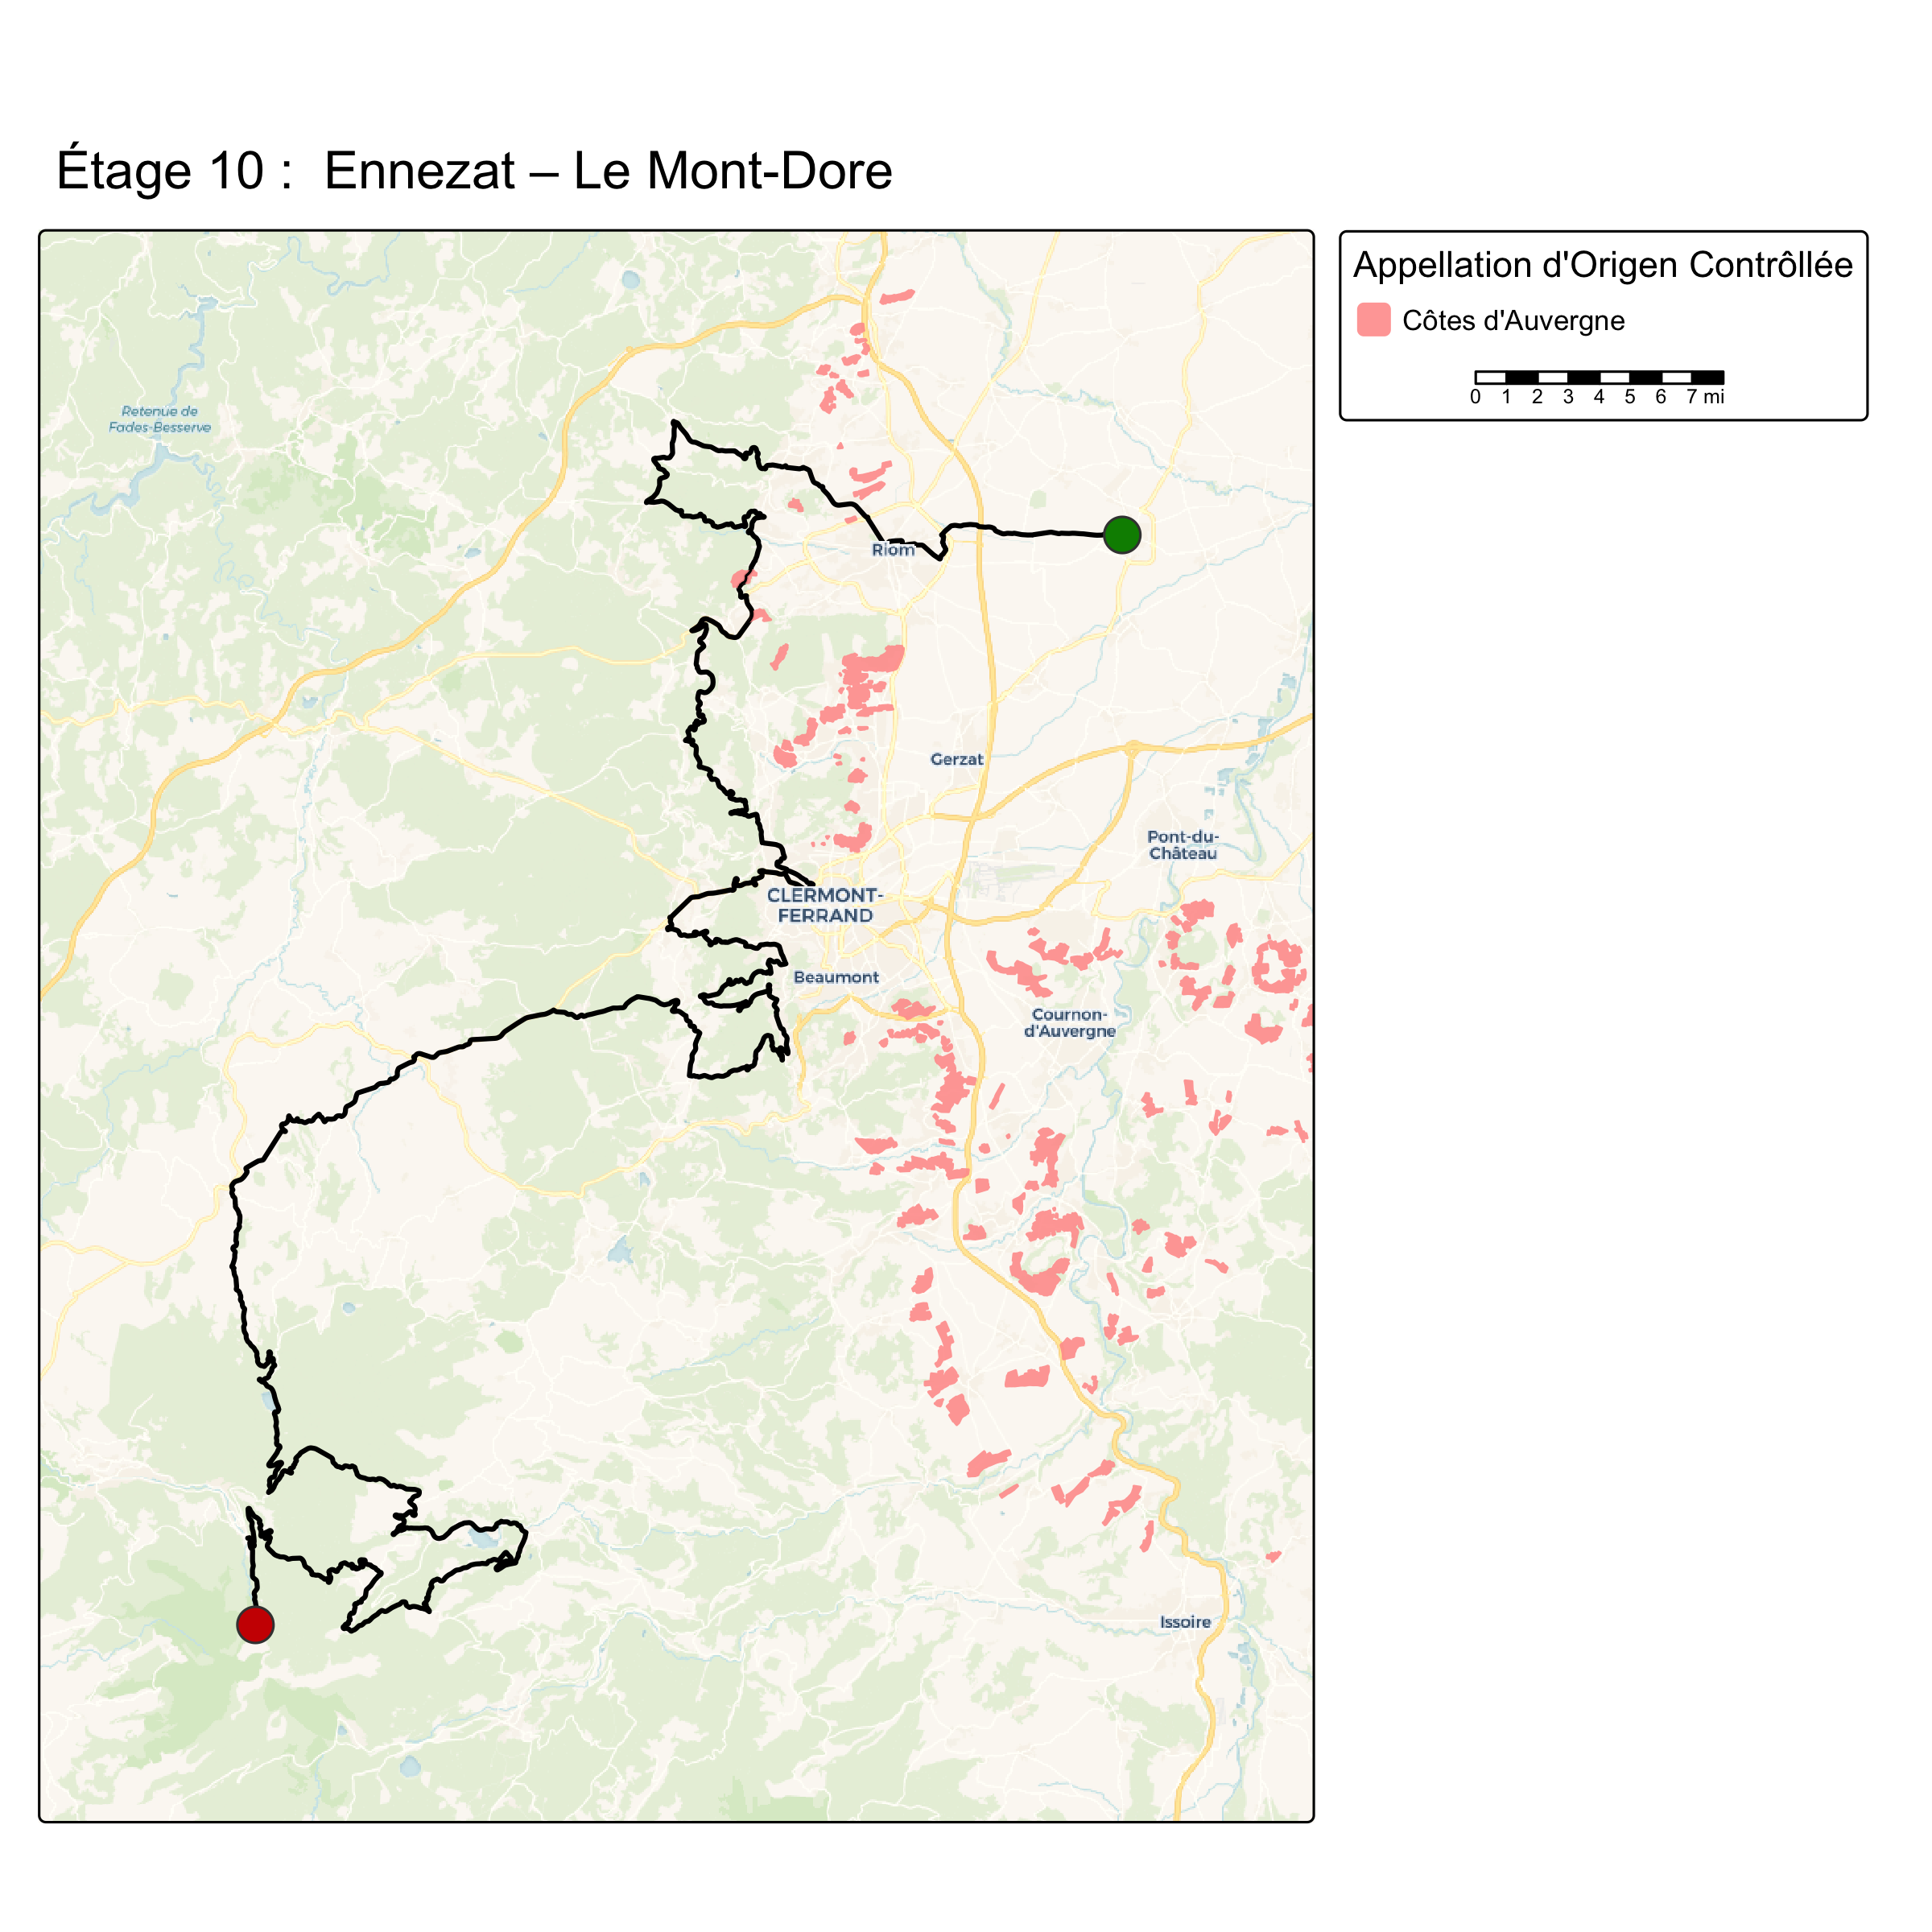 Étage 10 :  Ennezat – Le Mont-Dore
Appellation d'Origen Contrôllée
Côtes d'Auvergne
0 1 2 3 4 5 6 7 mi
Retenue de
Fades-Besserve
Riom
Gerzat
Pont-du-
Château
CLERMONT-
FERRAND
Beaumont
Cournon-
d'Auvergne
Issoire